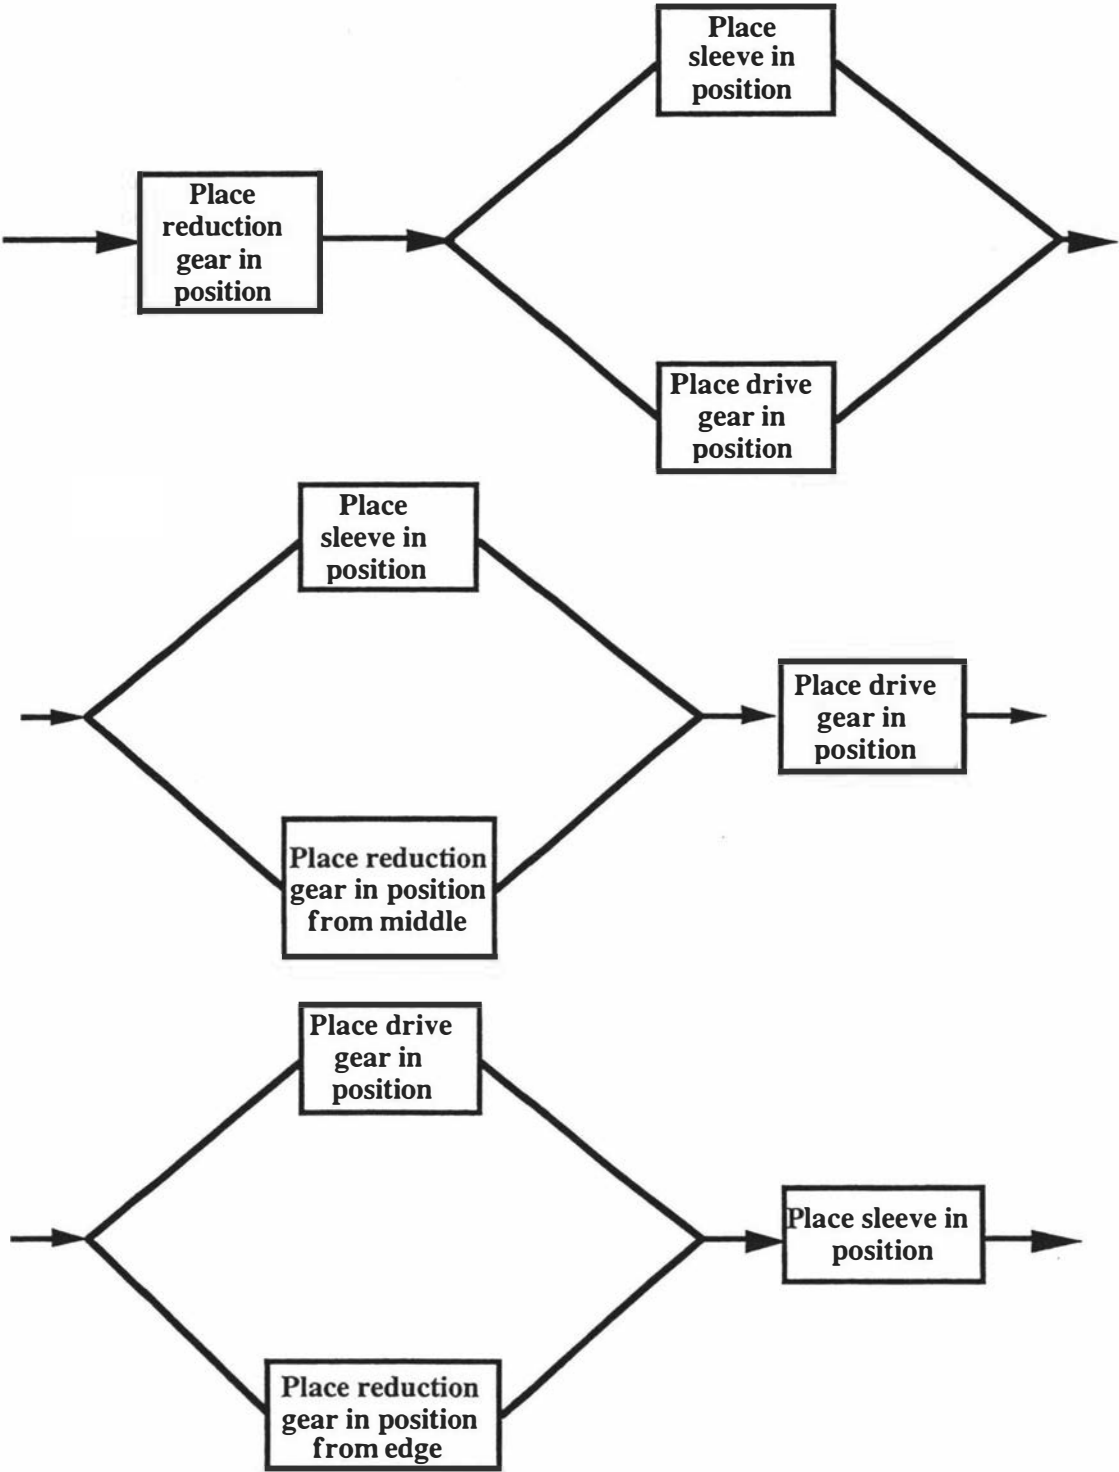 Place
sleeve in
position
Place
reduction
gear in
position
Place drive
gear in
position
Place
sleeve in
position
Place drive
gear in
position
Place reduction
gear in position
from middle
Place drive
gear in
position
Place sleeve in
position
Place reduction
gear in position
from edge